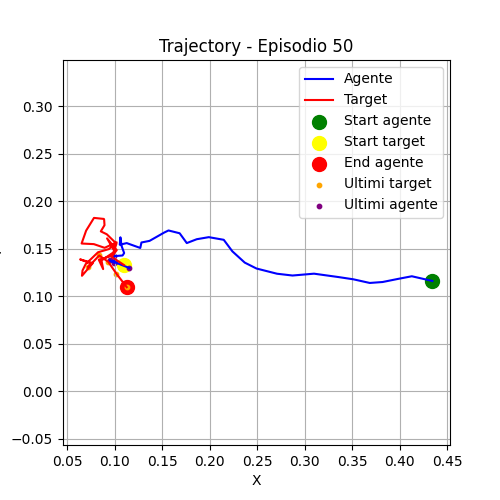 Trajectory - Episodio 50
Agente
Target
Start agente
Start target
End agente
Ultimi target
Ultimi agente
0.30
0.25
0.20
0.15
0.10
0.05
0.00
−0.05
0.05 0.10 0.15 0.20 0.25 0.30 0.35 0.40 0.45
X